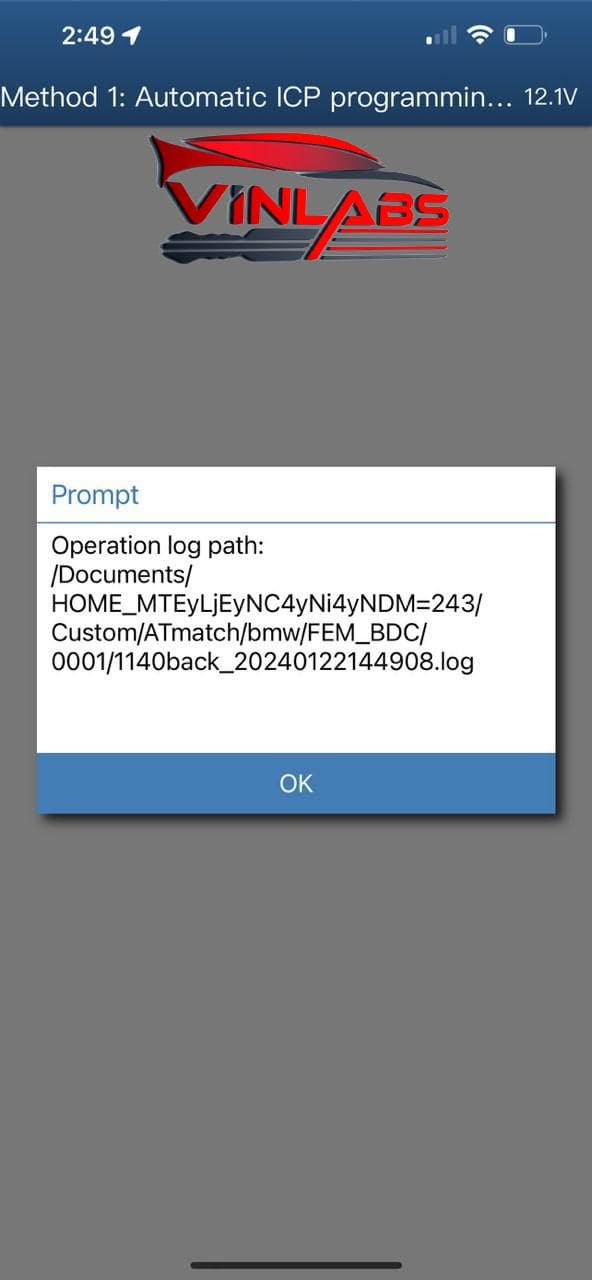 2:49
Method 1: Automatic ICP programmin... 12.1V
ViNLABS
Prompt
Operation log path:
/Documents/
HOME_MTEyLjEyNC4yNi4yNDM=243/
Custom/ATmatch/bmw/FEM_BDC/
0001/1140back_20240122144908.log
OK